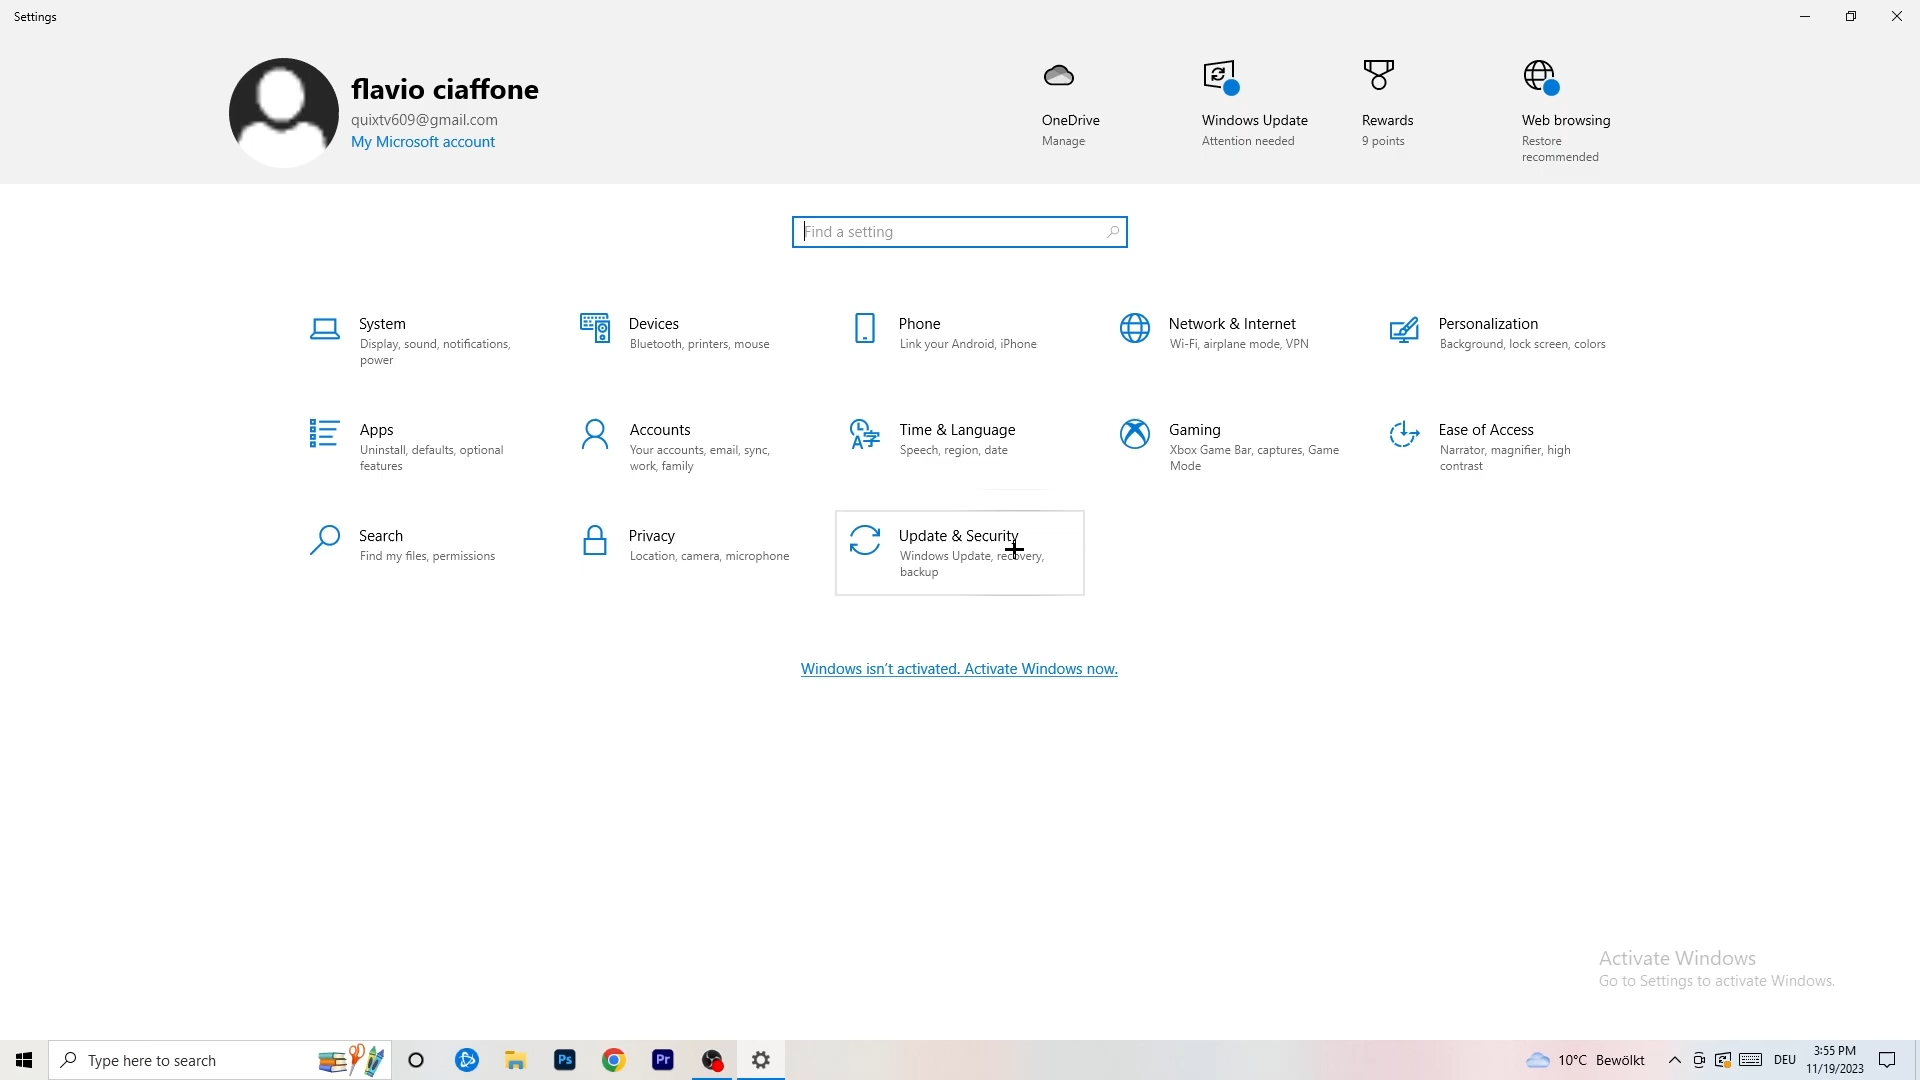 Settings
flavio ciaffone
quixtv609@gmail.com
My Microsoft account
OneDrive
Manage
Windows Update
Attention needed
Rewards
9 points
Web browsing
Restore
recommended
Find a setting
System
Display, sound, notifications,
power
Devices
Bluetooth, printers, mouse
Phone
Link your Android, iPhone
Network & Internet
Wi-Fi, airplane mode, VPN
Personalization
Background, lock screen, colors
Apps
Uninstall, defaults, optional
features
Accounts
Your accounts, email, sync,
work, family
Time & Language
Speech, region, date
Gaming
Xbox Game Bar, captures, Game
Mode
Ease of Access
Narrator, magnifier, high
contrast
Search
Find my files, permissions
Privacy
Location, camera, microphone
Update & Security
Windows Update, recovery,
backup
Windows isn't activated. Activate Windows now.
Activate Windows
Go to Settings to activate Windows.
Type here to search
Ps
Pr
10°C Bewölkt
DEU
3:55 PM
11/19/2023